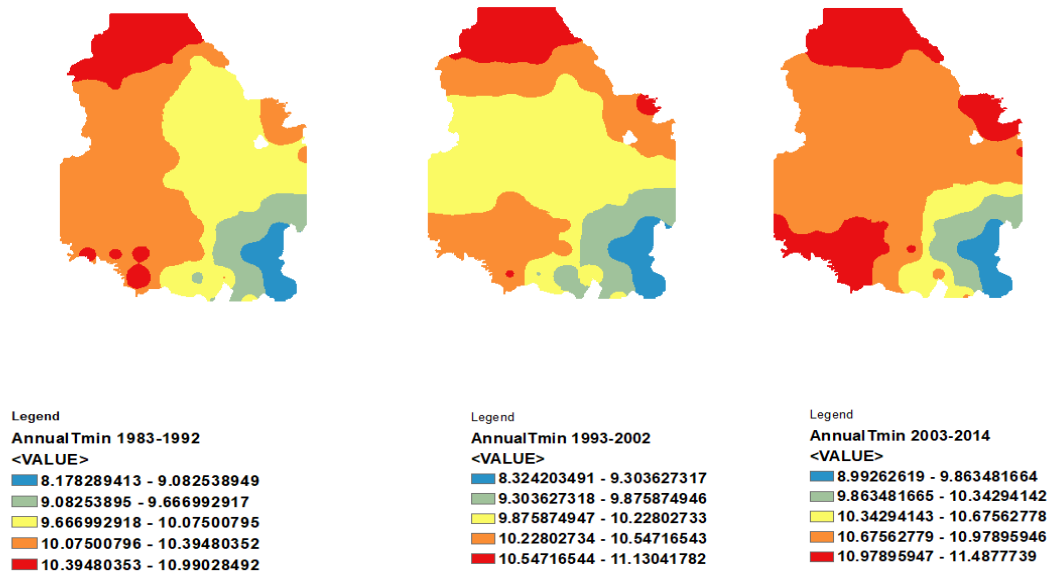 Legend
AnnualTmin 1983-1992
<VALUE>
8.178289413 - 9.082538949
9.08253895 - 9.666992917
9.666992918 - 10.07500795
10.07500796 - 10.39480352
10.39480353 - 10.99028492
Legend
AnnualTmin 1993-2002
<VALUE>
8.324203491 - 9.303627317
9.303627318 - 9.875874946
9.875874947 - 10.22802733
10.22802734 - 10.54716543
10.54716544 - 11.13041782
Legend
AnnualTmin 2003-2014
<VALUE>
8.99262619 - 9.863481664
9.863481665 - 10.34294142
10.34294143 - 10.67562778
10.67562779 - 10.97895946
10.97895947 - 11.4877739